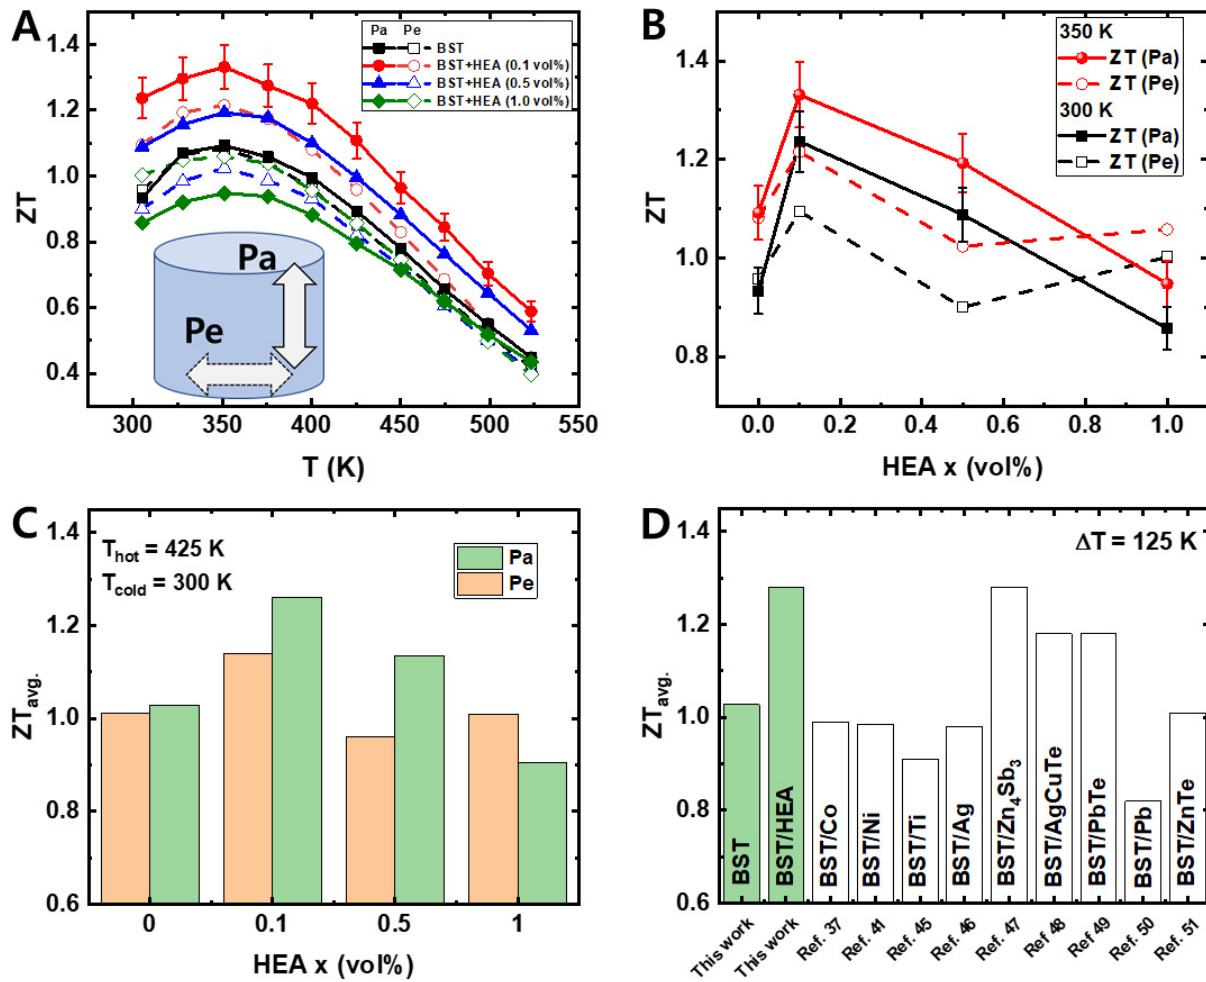 A
ZT
1.4
1.2
1.0
0.8
0.6
0.4
Pa Pe
BST
BST+HEA (0.1 vol%)
BST+HEA (0.5 vol%)
BST+HEA (1.0 vol%)
Pa
Pe
300 350 400 450 500 550
T (K)
B
ZT
1.4
1.2
1.0
0.8
350 K
ZT (Pa)
ZT (Pe)
300 K
ZT (Pa)
ZT (Pe)
0.0 0.2 0.4 0.6 0.8 1.0
HEA x (vol%)
C
ZTavg.
1.4
1.2
1.0
0.8
0.6
Thot = 425 K
Tcold = 300 K
Pa
Pe
0 0.1 0.5 1
HEA x (vol%)
D
ZTavg.
1.4
1.2
1.0
0.8
0.6
ΔT = 125 K
BST
BST/HEA
BST/Co
BST/Ni
BST/Ti
BST/Ag
BST/Zn4Sb3
BST/AgCuTe
BST/PbTe
BST/Pb
BST/ZnTe
This work
This work
Ref. 37
Ref. 41
Ref. 45
Ref. 46
Ref. 47
Ref 48
Ref 49
Ref. 50
Ref. 51